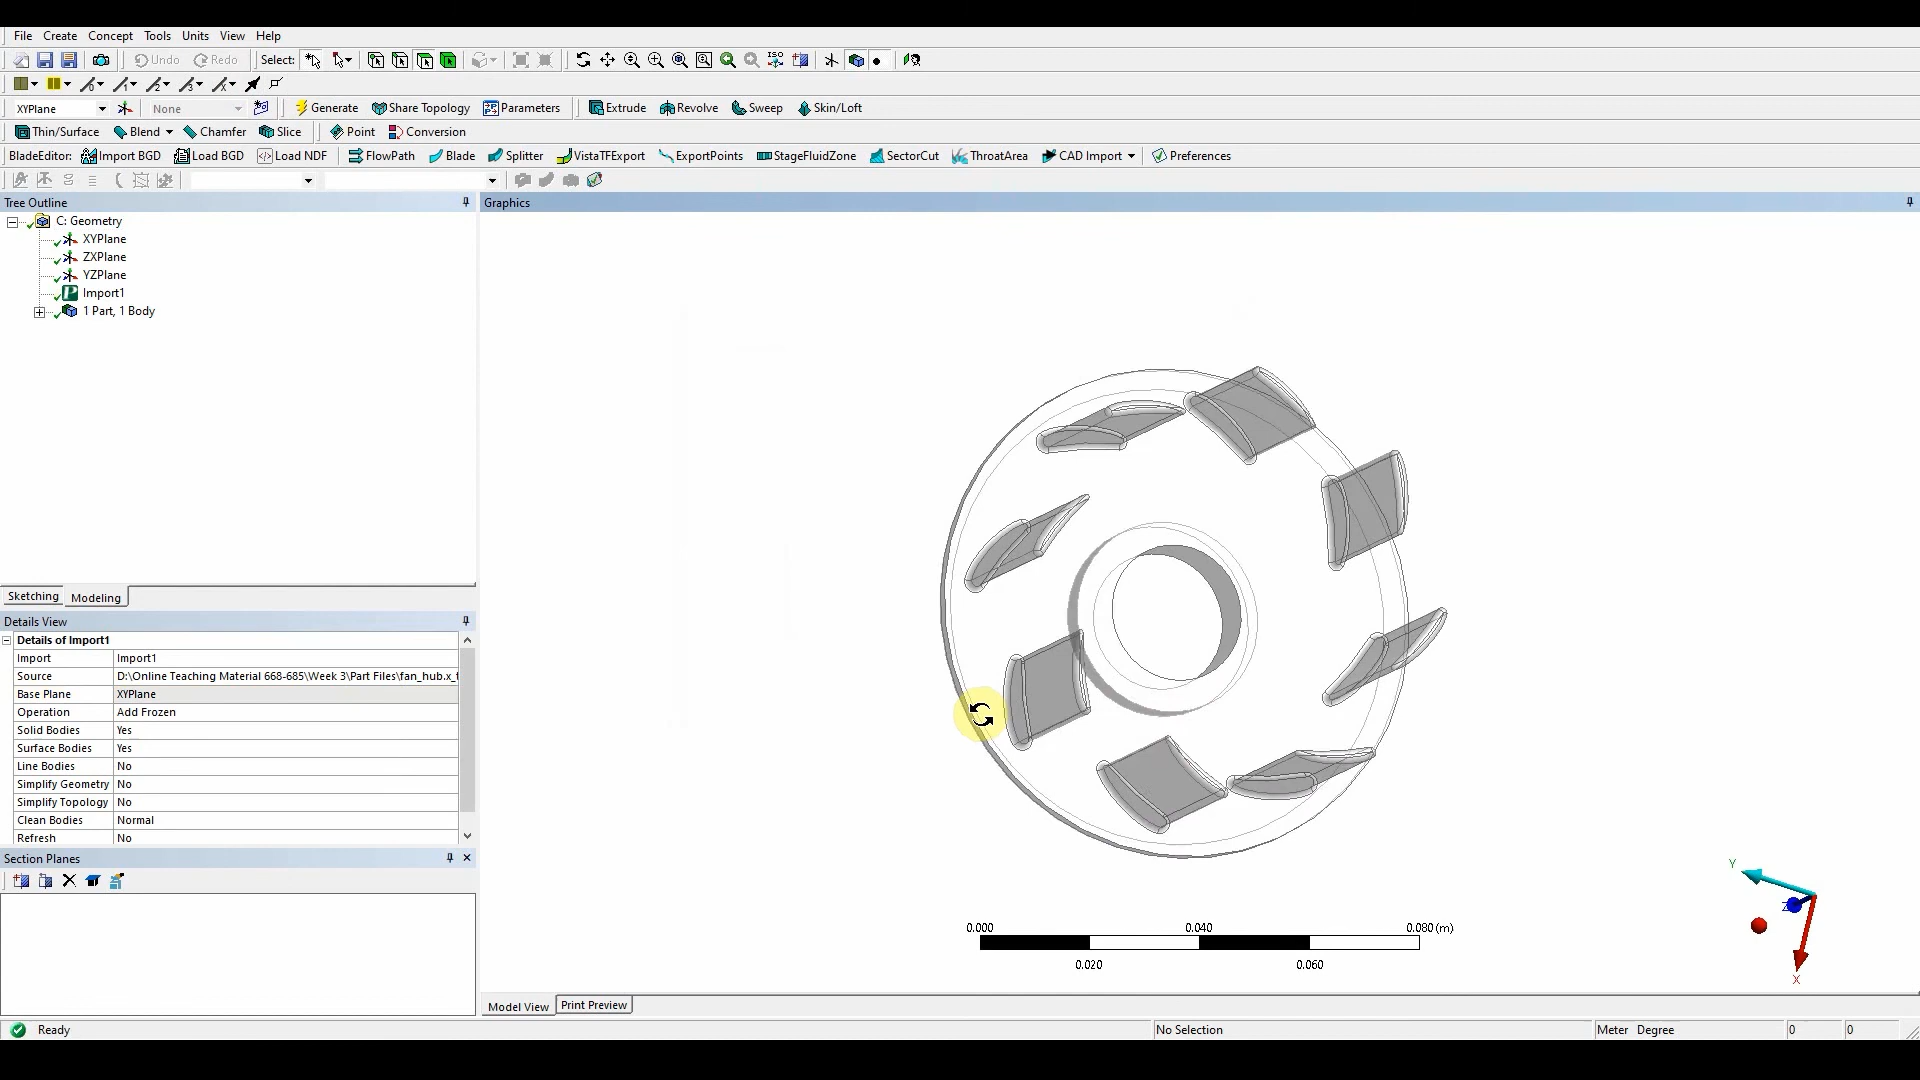 File Create Concept Tools Units View Help
Undo Redo Select: ISO
XYPlane None Generate Share Topology Parameters Extrude Revolve Sweep Skin/Loft
Thin/Surface Blend Chamfer Slice Point Conversion
BladeEditor: Import BGD Load BGD Load NDF FlowPath Blade Splitter VistaTFExport ExportPoints StageFluidZone SectorCut ThroatArea CAD Import Preferences
Tree Outline
C: Geometry
XYPlane
ZXPlane
YZPlane
Import1
1 Part, 1 Body
Sketching Modeling
Details View
Details of Import1
Import Import1
Source D:\Online Teaching Material 668-685\Week 3\Part Files\fan_hub.x_t
Base Plane XYPlane
Operation Add Frozen
Solid Bodies Yes
Surface Bodies Yes
Line Bodies No
Simplify Geometry No
Simplify Topology No
Clean Bodies Normal
Refresh No
Section Planes
Graphics
Y
Z
X
0.000 0.040 0.080 (m)
0.020 0.060
Model View Print Preview
Ready No Selection Meter Degree 0 0